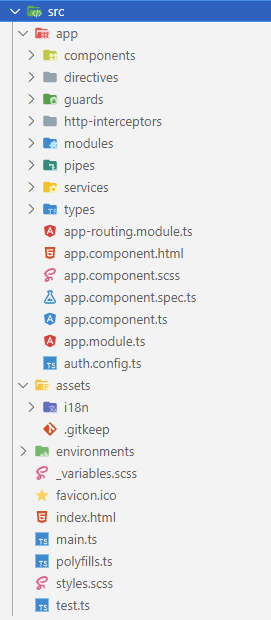 src
app
components
directives
guards
http-interceptors
modules
pipes
services
types
app-routing.module.ts
app.component.html
app.component.scss
app.component.spec.ts
app.component.ts
app.module.ts
auth.config.ts
assets
i18n
.gitkeep
environments
_variables.scss
favicon.ico
index.html
main.ts
polyfills.ts
styles.scss
test.ts